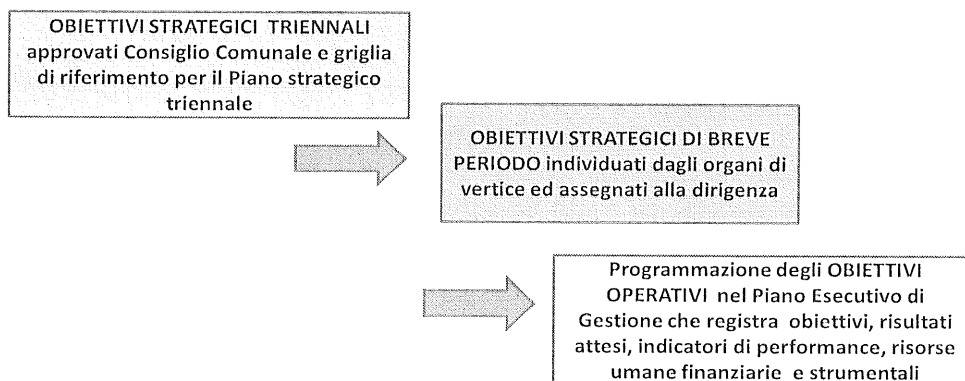 OBIETTIVI STRATEGICI TRIENNALI
approvati Consiglio Comunale e griglia
di riferimento per il Piano strategico
triennale
OBIETTIVI STRATEGICI DI BREVE
PERIODO individuati dagli organi di
vertice ed assegnati alla dirigenza
Programmazione degli OBIETTIVI
OPERATIVI nel Piano Esecutivo di
Gestione che registra obiettivi, risultati
attesi, indicatori di performance, risorse
umane finanziarie e strumentali